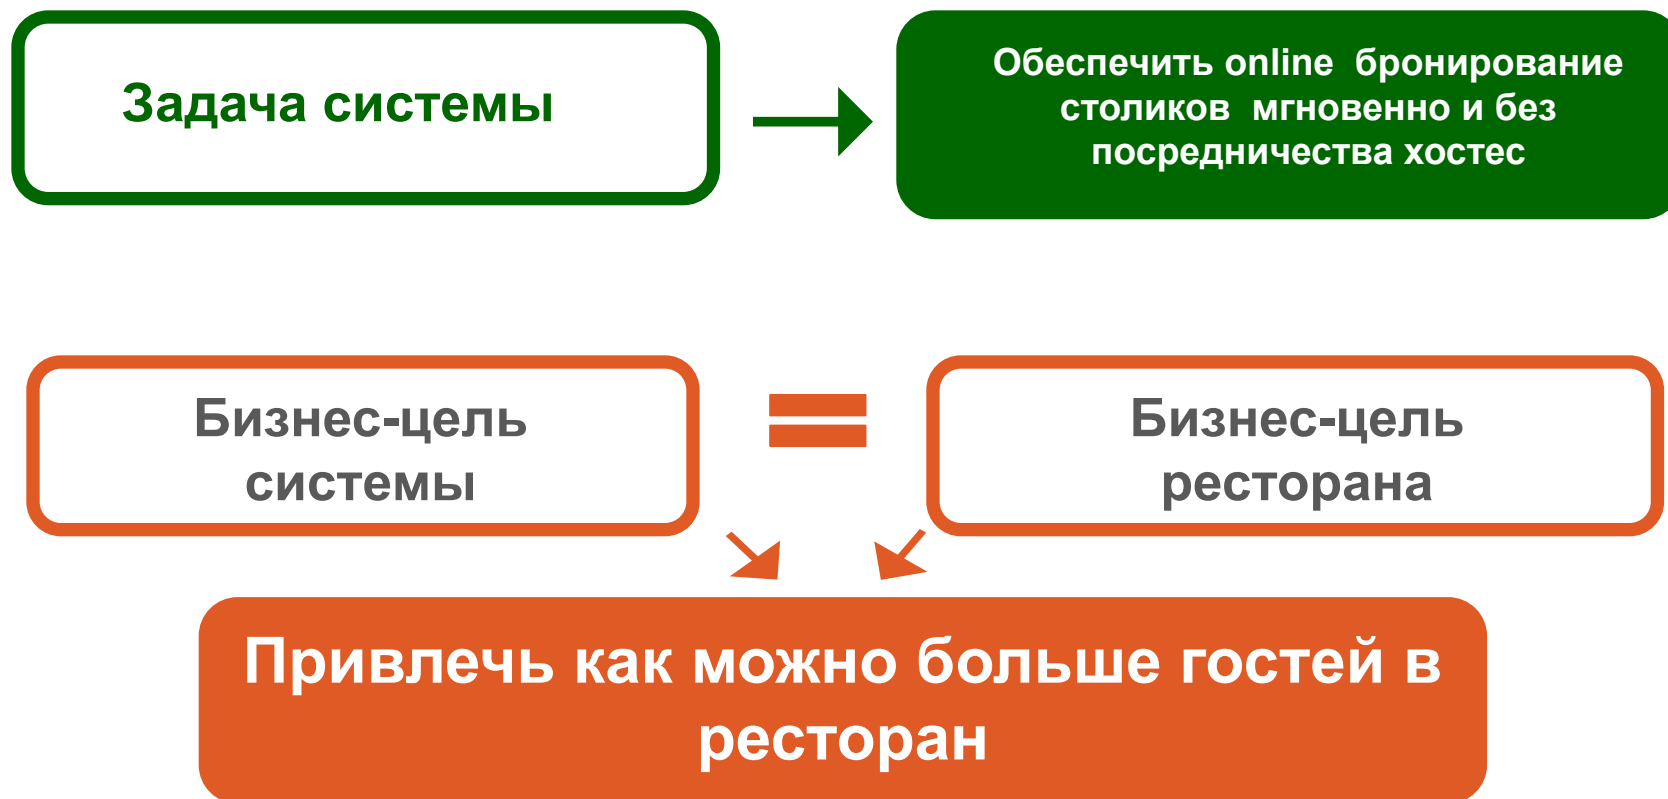 Задача системы
Обеспечить online бронирование
столиков мгновенно и без
посредничества хостес
Бизнес-цель
системы
Бизнес-цель
ресторана
Привлечь как можно больше гостей в
ресторан